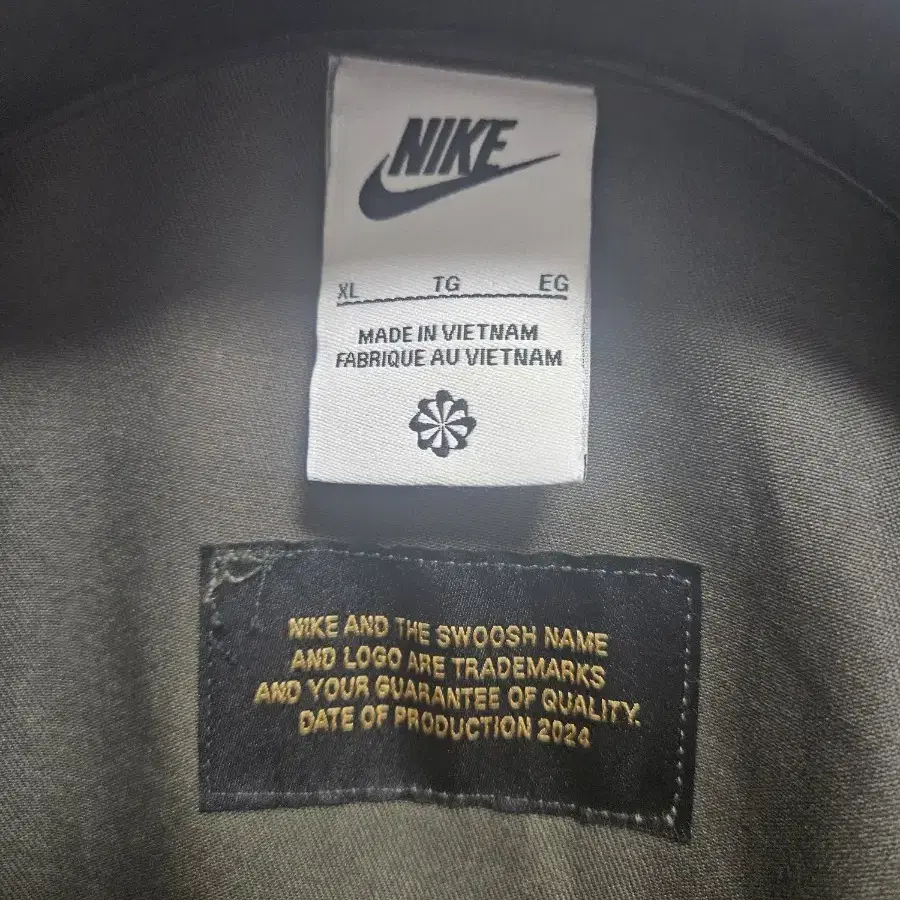 NIKE
XL TG EG
MADE IN VIETNAM
FABRIQUE AU VIETNAM
NIKE AND THE SWOOSH NAME
AND LOGO ARE TRADEMARKS
AND YOUR GUARANTEE OF QUALITY.
DATE OF PRODUCTION 2024